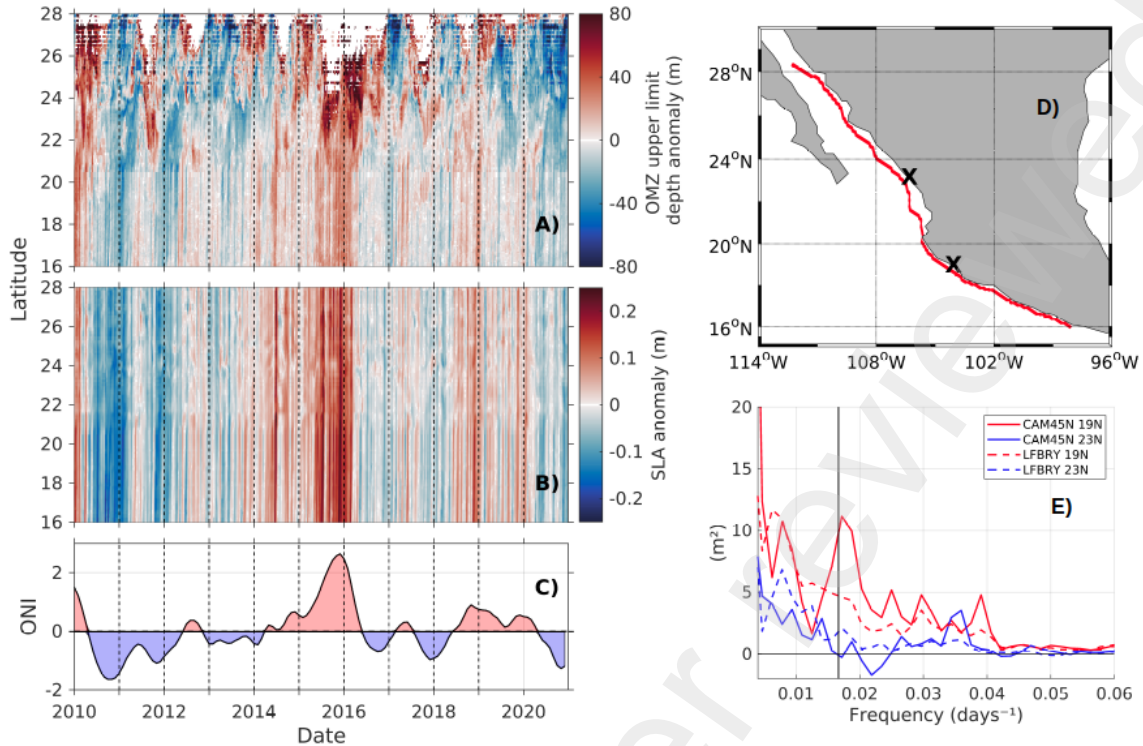 28
26
24
22
20
18
16
A)
80
40
0
-40
-80
OMZ upper limit
depth anomaly (m)
Latitude
28
26
24
22
20
18
16
B)
0.2
0.1
0
-0.1
-0.2
SLA anomaly (m)
2
0
-2
ONI
C)
2010
2012
2014
2016
2018
2020
Date
28°N
24°N
20°N
16°N
114°W
108°W
102°W
96°W
D)
X
X
20
15
10
5
0
(m²)
CAM45N 19N
CAM45N 23N
LFBRY 19N
LFBRY 23N
E)
0.01
0.02
0.03
0.04
0.05
0.06
Frequency (days⁻¹)
er reviewed